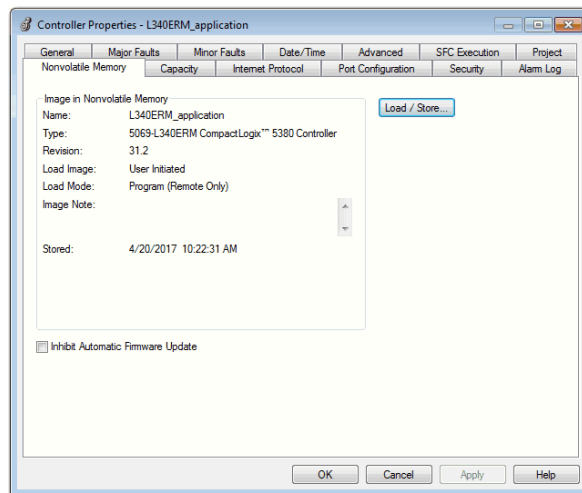 Controller Properties - L340ERM_application
General Major Faults Minor Faults Date/Time Advanced SFC Execution Project
Nonvolatile Memory Capacity Internet Protocol Port Configuration Security Alarm Log
Image in Nonvolatile Memory
Name: L340ERM_application
Load / Store...
Type: 5069-L340ERM CompactLogix™ 5380 Controller
Revision: 31.2
Load Image: User Initiated
Load Mode: Program (Remote Only)
Image Note:
Stored: 4/20/2017 10:22:31 AM
Inhibit Automatic Firmware Update
OK Cancel Apply Help